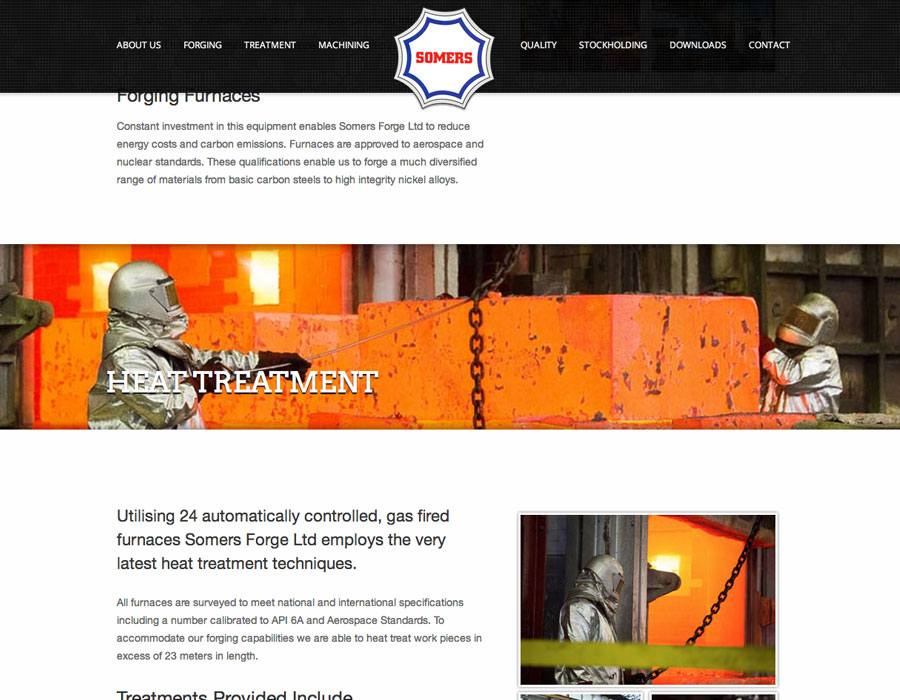 ABOUT US FORGING TREATMENT MACHINING SOMERS QUALITY STOCKHOLDING DOWNLOADS CONTACT
Forging Furnaces
Constant investment in this equipment enables Somers Forge Ltd to reduce
energy costs and carbon emissions. Furnaces are approved to aerospace and
nuclear standards. These qualifications enable us to forge a much diversified
range of materials from basic carbon steels to high integrity nickel alloys.
HEAT TREATMENT
Utilising 24 automatically controlled, gas fired
furnaces Somers Forge Ltd employs the very
latest heat treatment techniques.
All furnaces are surveyed to meet national and international specifications
including a number calibrated to API 6A and Aerospace Standards. To
accommodate our forging capabilities we are able to heat treat work pieces in
excess of 23 meters in length.
Treatments Provided Include